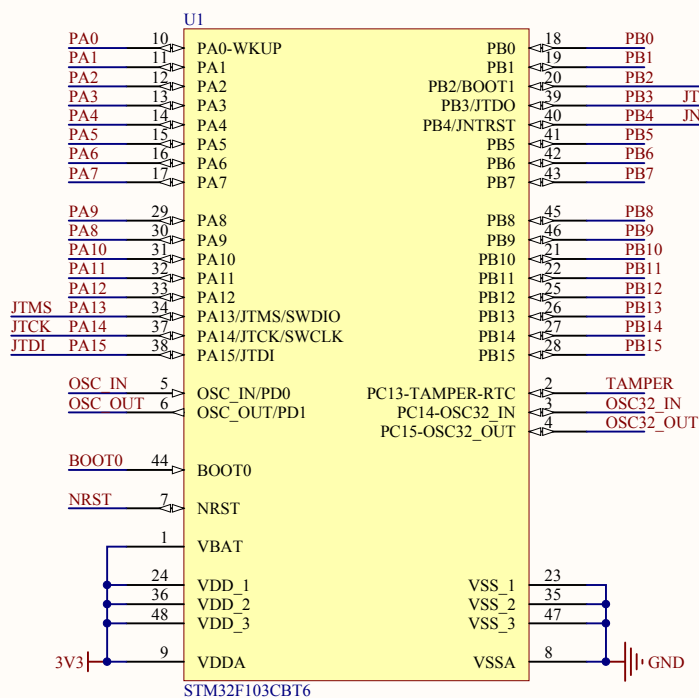 U1
PA0 10 PA0-WKUP PB0 18 PB0
PA1 11 PA1 PB1 19 PB1
PA2 12 PA2 PB2/BOOT1 20 PB2
PA3 13 PA3 PB3/JTDO 39 PB3 JT
PA4 14 PA4 PB4/JNTRST 40 PB4 JN
PA5 15 PA5 PB5 41 PB5
PA6 16 PA6 PB6 42 PB6
PA7 17 PA7 PB7 43 PB7
PA9 29 PA8 PB8 45 PB8
PA8 30 PA9 PB9 46 PB9
PA10 31 PA10 PB10 21 PB10
PA11 32 PA11 PB11 22 PB11
PA12 33 PA12 PB12 25 PB12
JTMS PA13 34 PA13/JTMS/SWDIO PB13 26 PB13
JTCK PA14 37 PA14/JTCK/SWCLK PB14 27 PB14
JTDI PA15 38 PA15/JTDI PB15 28 PB15
OSC_IN 5 OSC_IN/PD0 PC13-TAMPER-RTC 2 TAMPER
OSC_OUT 6 OSC_OUT/PD1 PC14-OSC32_IN 3 OSC32_IN
PC15-OSC32_OUT 4 OSC32_OUT
BOOT0 44 BOOT0
NRST 7 NRST
1 VBAT
24 VDD_1 VSS_1 23
36 VDD_2 VSS_2 35
48 VDD_3 VSS_3 47
3V3 9 VDDA VSSA 8 GND
STM32F103CBT6